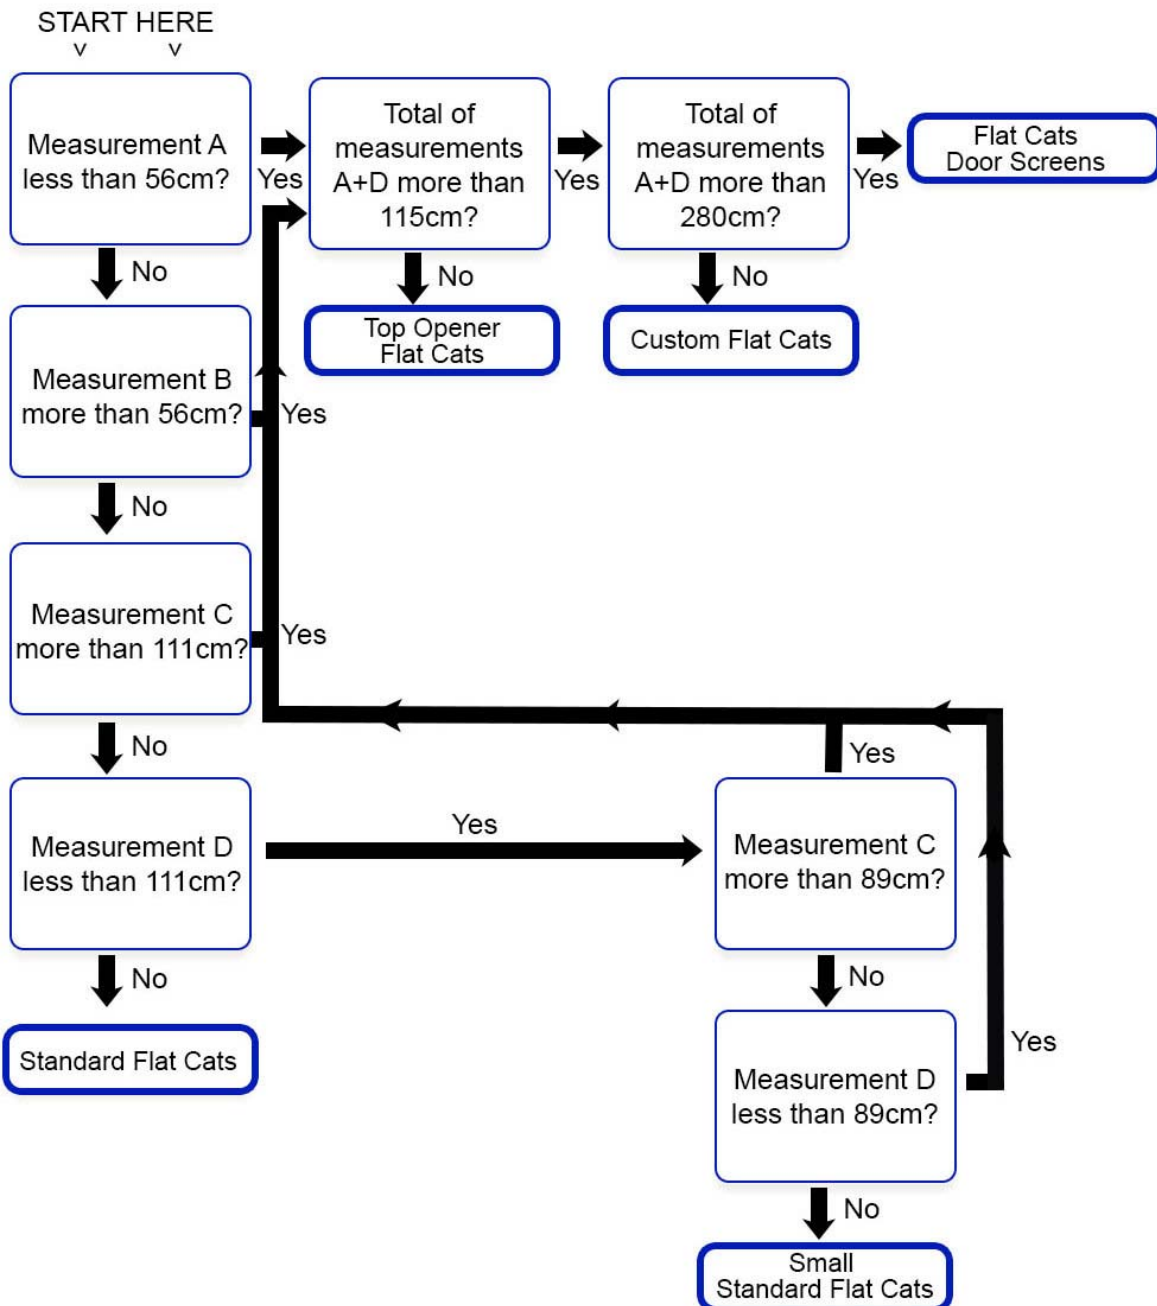 START HERE
v v
Measurement A
less than 56cm?
Yes
Total of
measurements
A+D more than
115cm?
Yes
Total of
measurements
A+D more than
280cm?
Yes
Flat Cats
Door Screens
No
No
No
Top Opener
Flat Cats
Custom Flat Cats
Measurement B
more than 56cm?
Yes
No
Measurement C
more than 111cm?
Yes
No
Measurement D
less than 111cm?
Yes
Yes
Measurement C
more than 89cm?
No
No
Standard Flat Cats
Measurement D
less than 89cm?
Yes
No
Small
Standard Flat Cats